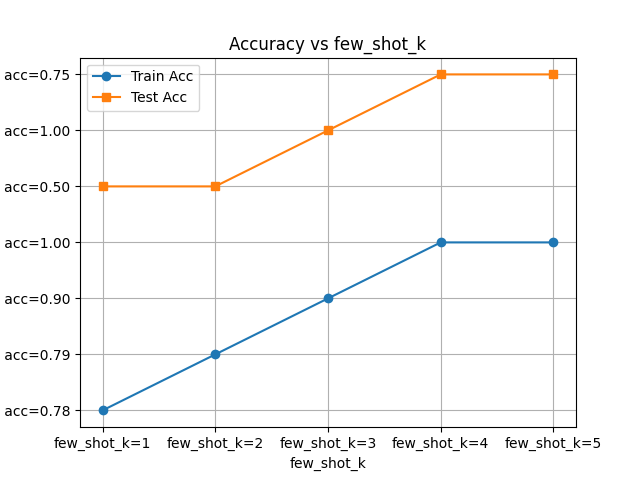 Accuracy vs few_shot_k
Train Acc
Test Acc
acc=0.75
acc=1.00
acc=0.50
acc=1.00
acc=0.90
acc=0.79
acc=0.78
few_shot_k=1 few_shot_k=2 few_shot_k=3 few_shot_k=4 few_shot_k=5
few_shot_k